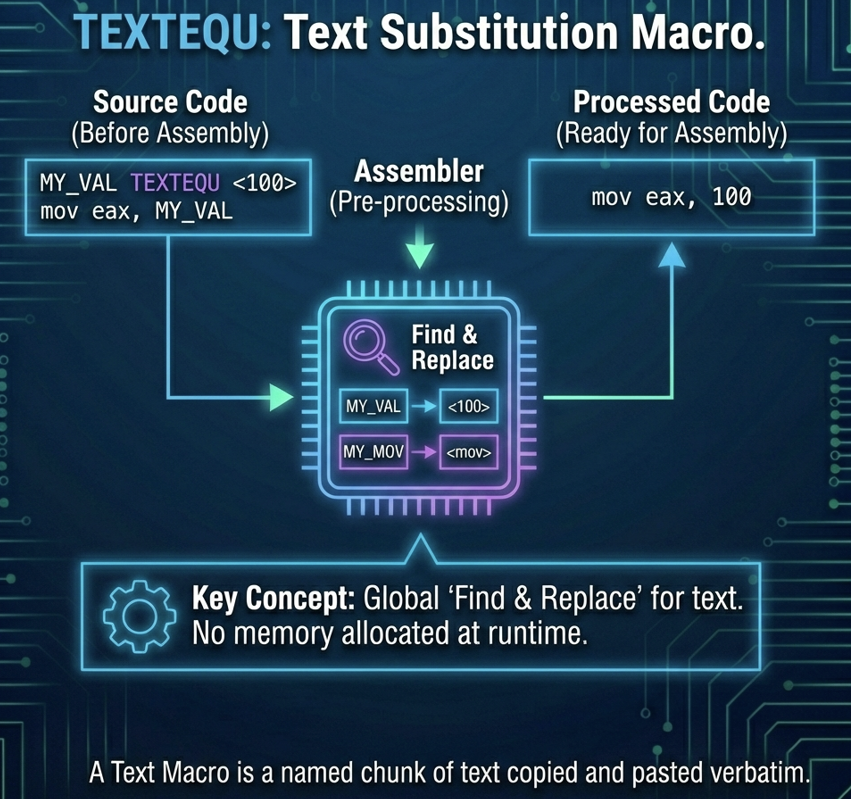 TEXTEQU: Text Substitution Macro.
Source Code
(Before Assembly)
MY_VAL TEXTEQU <100>
mov eax, MY_VAL
Assembler
(Pre-processing)
Processed Code
(Ready for Assembly)
mov eax, 100
Find &
Replace
MY_VAL <100>
MY_MOV <mov>
Key Concept: Global ‘Find & Replace’ for text.
No memory allocated at runtime.
A Text Macro is a named chunk of text copied and pasted verbatim.